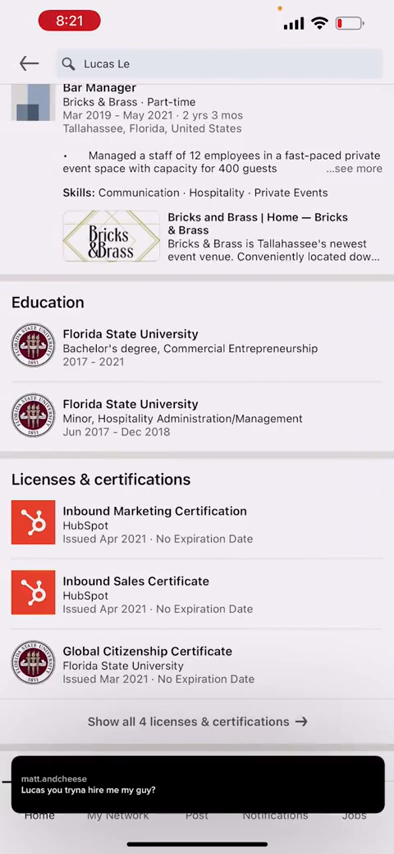 8:21
Lucas Le
Bar Manager
Bricks & Brass · Part-time
Mar 2019 - May 2021 · 2 yrs 3 mos
Tallahassee, Florida, United States
• Managed a staff of 12 employees in a fast-paced private
event space with capacity for 400 guests ...see more
Skills: Communication · Hospitality · Private Events
Bricks
&Brass
Bricks and Brass | Home — Bricks
& Brass
Bricks & Brass is Tallahassee's newest
event venue. Conveniently located dow...
Education
Florida State University
Bachelor's degree, Commercial Entrepreneurship
2017 - 2021
Florida State University
Minor, Hospitality Administration/Management
Jun 2017 - Dec 2018
Licenses & certifications
Inbound Marketing Certification
HubSpot
Issued Apr 2021 · No Expiration Date
Inbound Sales Certificate
HubSpot
Issued Apr 2021 · No Expiration Date
Global Citizenship Certificate
Florida State University
Issued Mar 2021 · No Expiration Date
Show all 4 licenses & certifications →
matt.andcheese
Lucas you tryna hire me my guy?
Home My Network Post Notifications Jobs